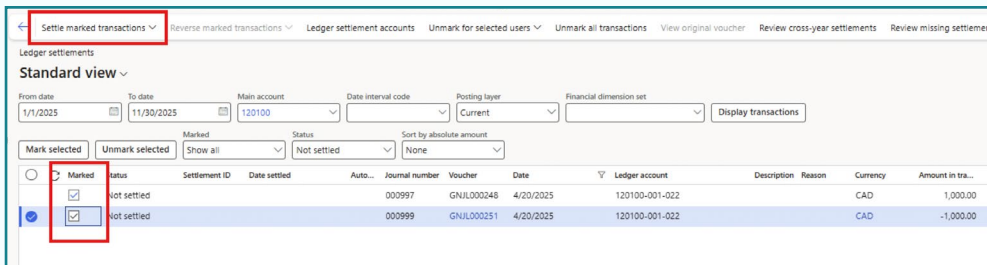 Settle marked transactions Reverse marked transactions Ledger settlement accounts Unmark for selected users Unmark all transactions View original voucher Review cross-year settlements Review missing settleme
Ledger settlements
Standard view
From date To date Main account Date interval code Posting layer Financial dimension set
1/1/2025 11/30/2025 120100 Current Display transactions
Marked Status Sort by absolute amount
Mark selected Unmark selected Show all Not settled None
Marked Status Settlement ID Date settled Auto... Journal number Voucher Date Ledger account Description Reason Currency Amount in tra...
Not settled 000997 GNJL000248 4/20/2025 120100-001-022 CAD 1,000.00
Not settled 000999 GNJL000251 4/20/2025 120100-001-022 CAD -1,000.00